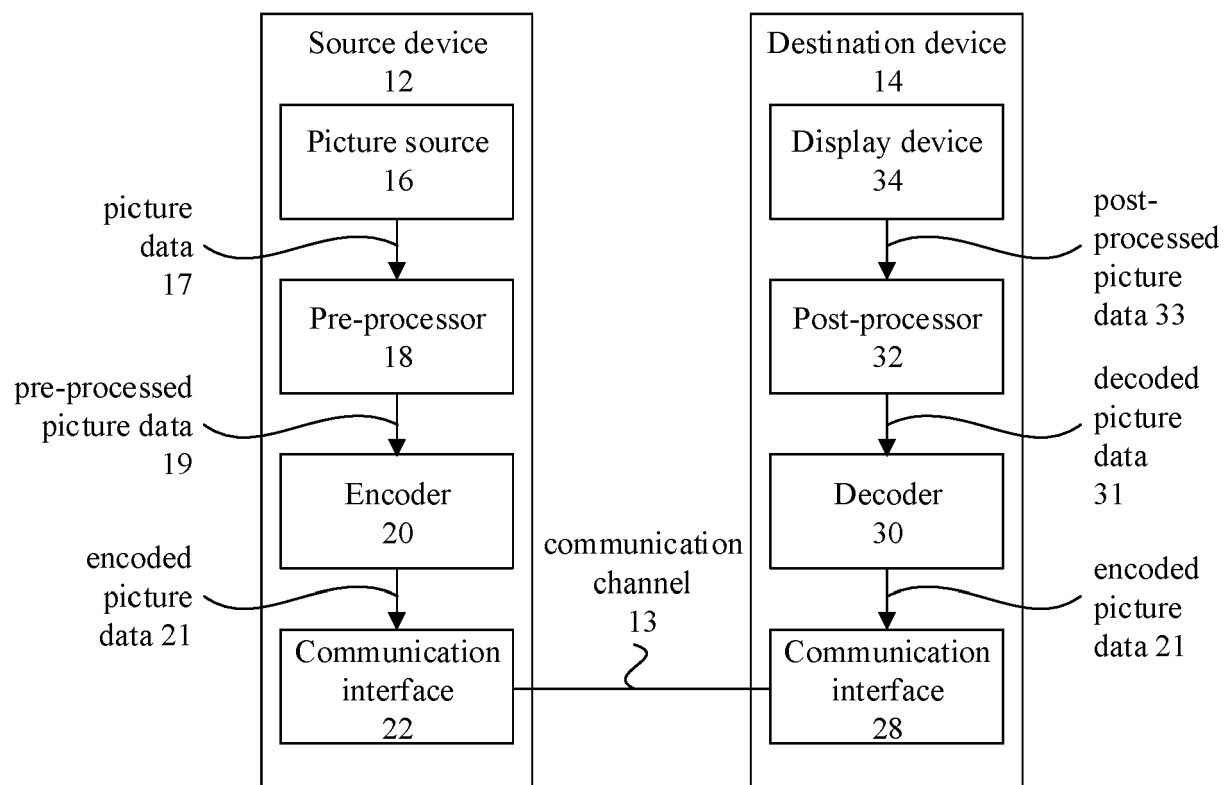 Source device
12
Picture source
16
picture
data
17
Pre-processor
18
pre-processed
picture data
19
Encoder
20
encoded
picture
data 21
Communication
interface
22
communication
channel
13
Destination device
14
Display device
34
post-
processed
picture
data 33
Post-processor
32
decoded
picture
data
31
Decoder
30
encoded
picture
data 21
Communication
interface
28